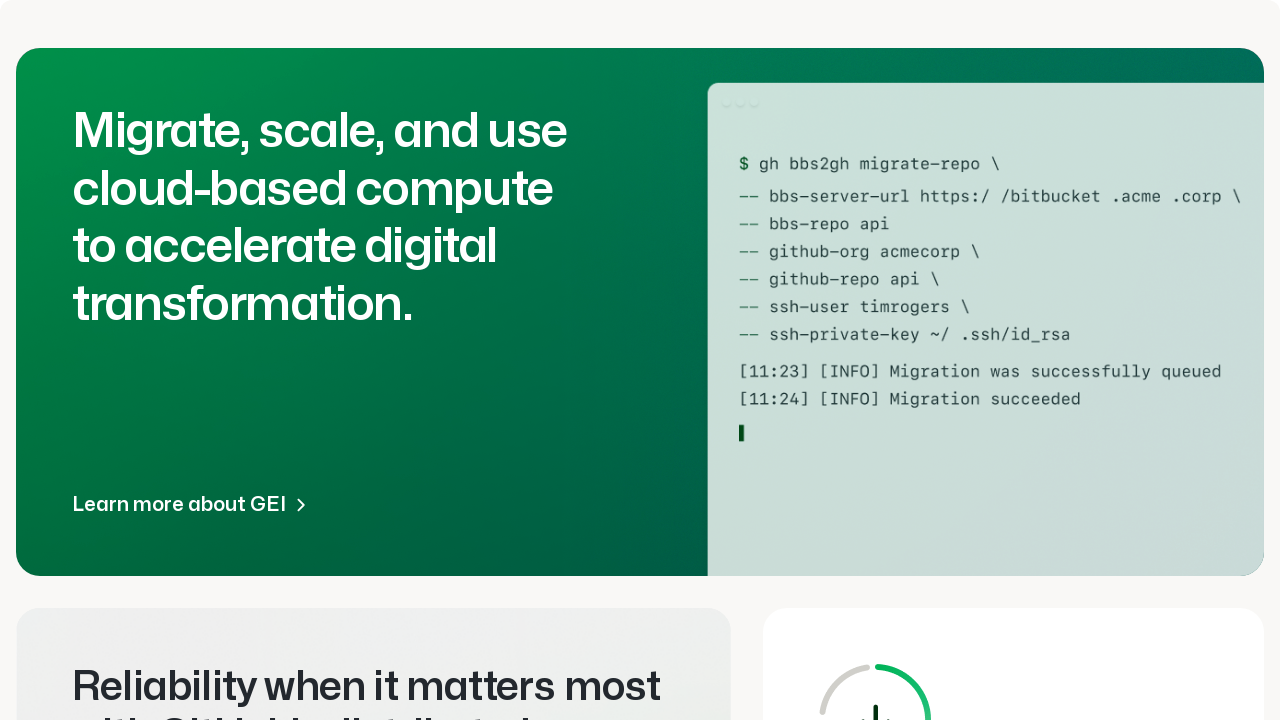 Migrate, scale, and use
cloud-based compute
to accelerate digital
transformation.
Learn more about GEI
$ gh bbs2gh migrate-repo \
-- bbs-server-url https:/ /bitbucket .acme .corp \
-- bbs-repo api
-- github-org acmecorp \
-- github-repo api \
-- ssh-user timrogers \
-- ssh-private-key ~/ .ssh/id_rsa
[11:23] [INFO] Migration was successfully queued
[11:24] [INFO] Migration succeeded
Reliability when it matters most